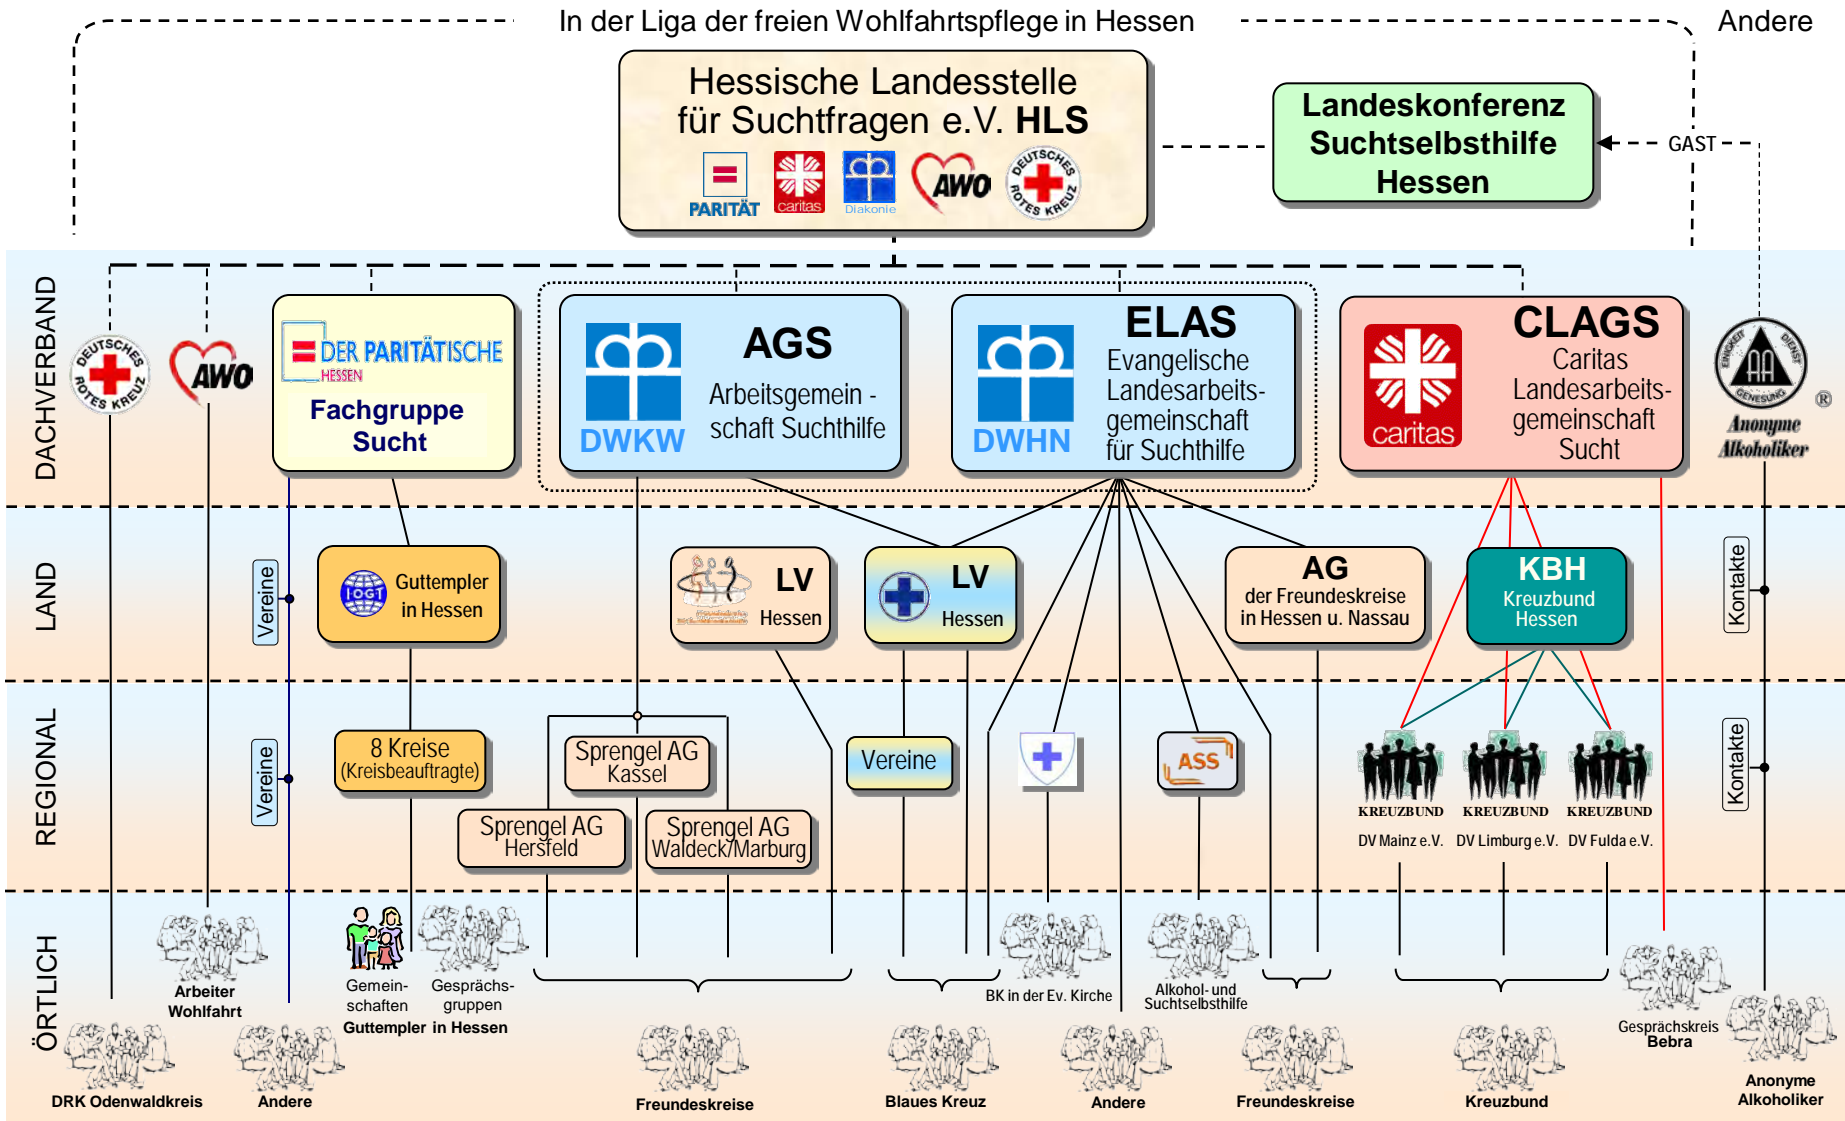 In der Liga der freien Wohlfahrtspflege in Hessen
Andere
Hessische Landesstelle
für Suchtfragen e.V. HLS
PARITÄT
caritas
Diakonie
AWO
DEUTSCHES
ROTES KREUZ
Landeskonferenz
Suchtselbsthilfe
Hessen
GAST
DACHVERBAND
DEUTSCHES
ROTES KREUZ
AWO
DER PARITÄTISCHE
HESSEN
Fachgruppe
Sucht
DWKW
AGS
Arbeitsgemein -
schaft Suchthilfe
DWHN
ELAS
Evangelische
Landesarbeits-
gemeinschaft
für Suchthilfe
caritas
CLAGS
Caritas
Landesarbeits-
gemeinschaft
Sucht
EINIGKEIT
DIENST
GENESUNG
AA
®
Anonyme
Alkoholiker
LAND
Vereine
IOGT
Guttempler
in Hessen
LV
Hessen
LV
Hessen
AG
der Freundeskreise
in Hessen u. Nassau
KBH
Kreuzbund
Hessen
Kontakte
REGIONAL
Vereine
8 Kreise
(Kreisbeauftragte)
Sprengel AG
Kassel
Sprengel AG
Hersfeld
Sprengel AG
Waldeck/Marburg
Vereine
ASS
KREUZBUND
DV Mainz e.V.
KREUZBUND
DV Limburg e.V.
KREUZBUND
DV Fulda e.V.
Kontakte
ÖRTLICH
DRK Odenwaldkreis
Arbeiter
Wohlfahrt
Andere
Gemein-
schaften
Gesprächs-
gruppen
Guttempler in Hessen
Freundeskreise
Blaues Kreuz
BK in der Ev. Kirche
Andere
Alkohol- und
Suchtselbsthilfe
Freundeskreise
Kreuzbund
Gesprächskreis
Bebra
Anonyme
Alkoholiker